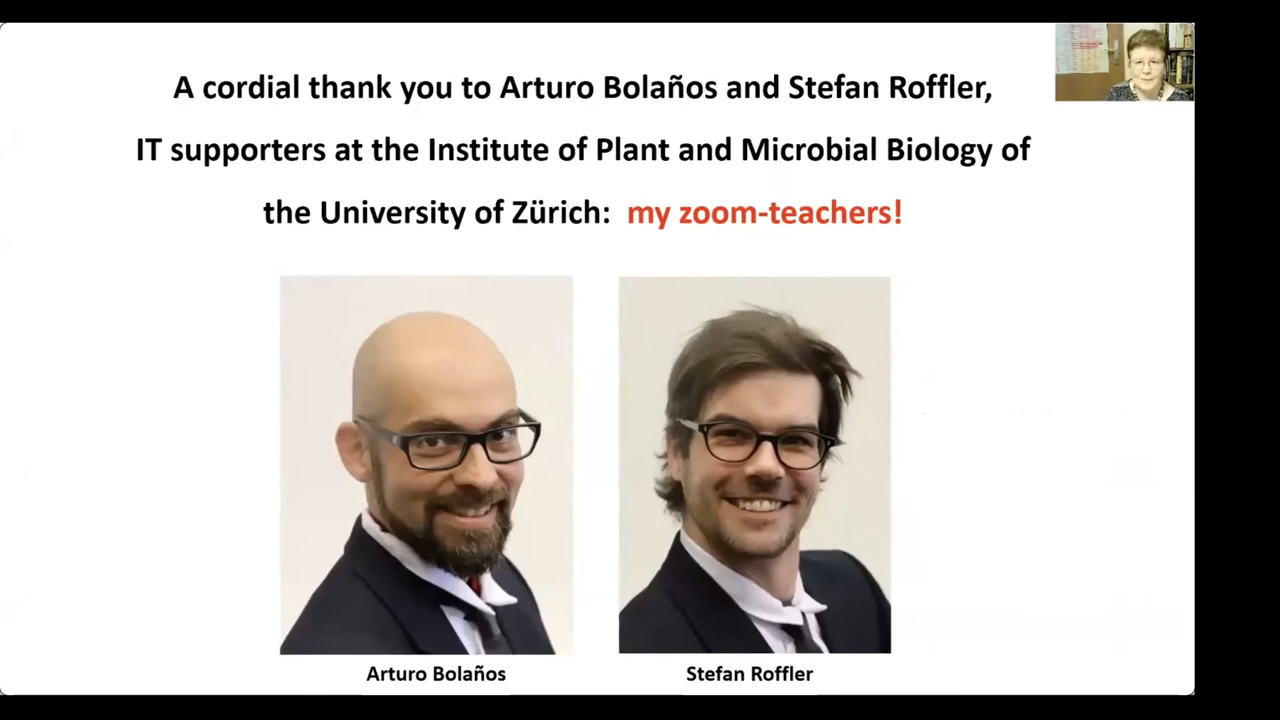 A cordial thank you to Arturo Bolaños and Stefan Roffler,
IT supporters at the Institute of Plant and Microbial Biology of
the University of Zürich: my zoom-teachers!
Arturo Bolaños
Stefan Roffler